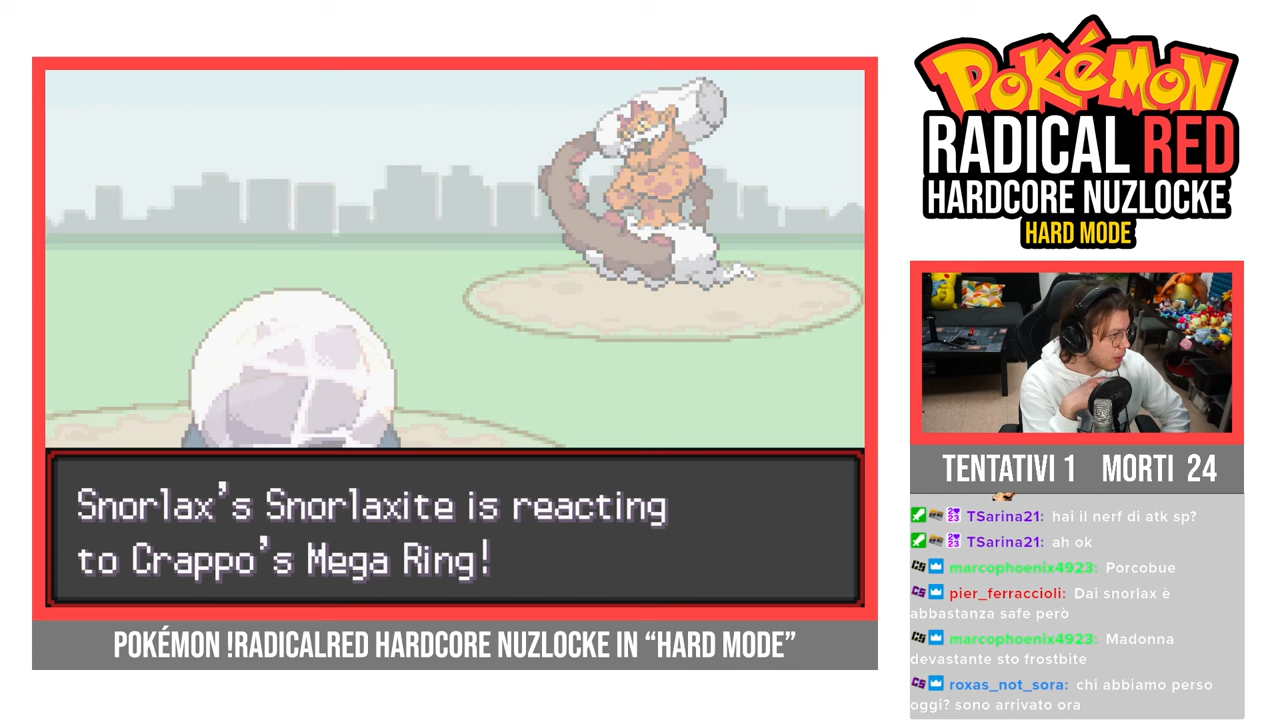 POKÉMON
RADICAL RED
HARDCORE NUZLOCKE
HARD MODE
Snorlax's Snorlaxite is reacting
to Crappo's Mega Ring!
TENTATIVI 1 MORTI 24
TSarina21: hai il nerf di atk sp?
TSarina21: ah ok
marcophoenix4923: Porcobue
pier_ferraccioli: Dai snorlax è
abbastanza safe però
marcophoenix4923: Madonna
devastante sto frostbite
roxas_not_sora: chi abbiamo perso
oggi? sono arrivato ora
POKÉMON !RADICALRED HARDCORE NUZLOCKE IN “HARD MODE”